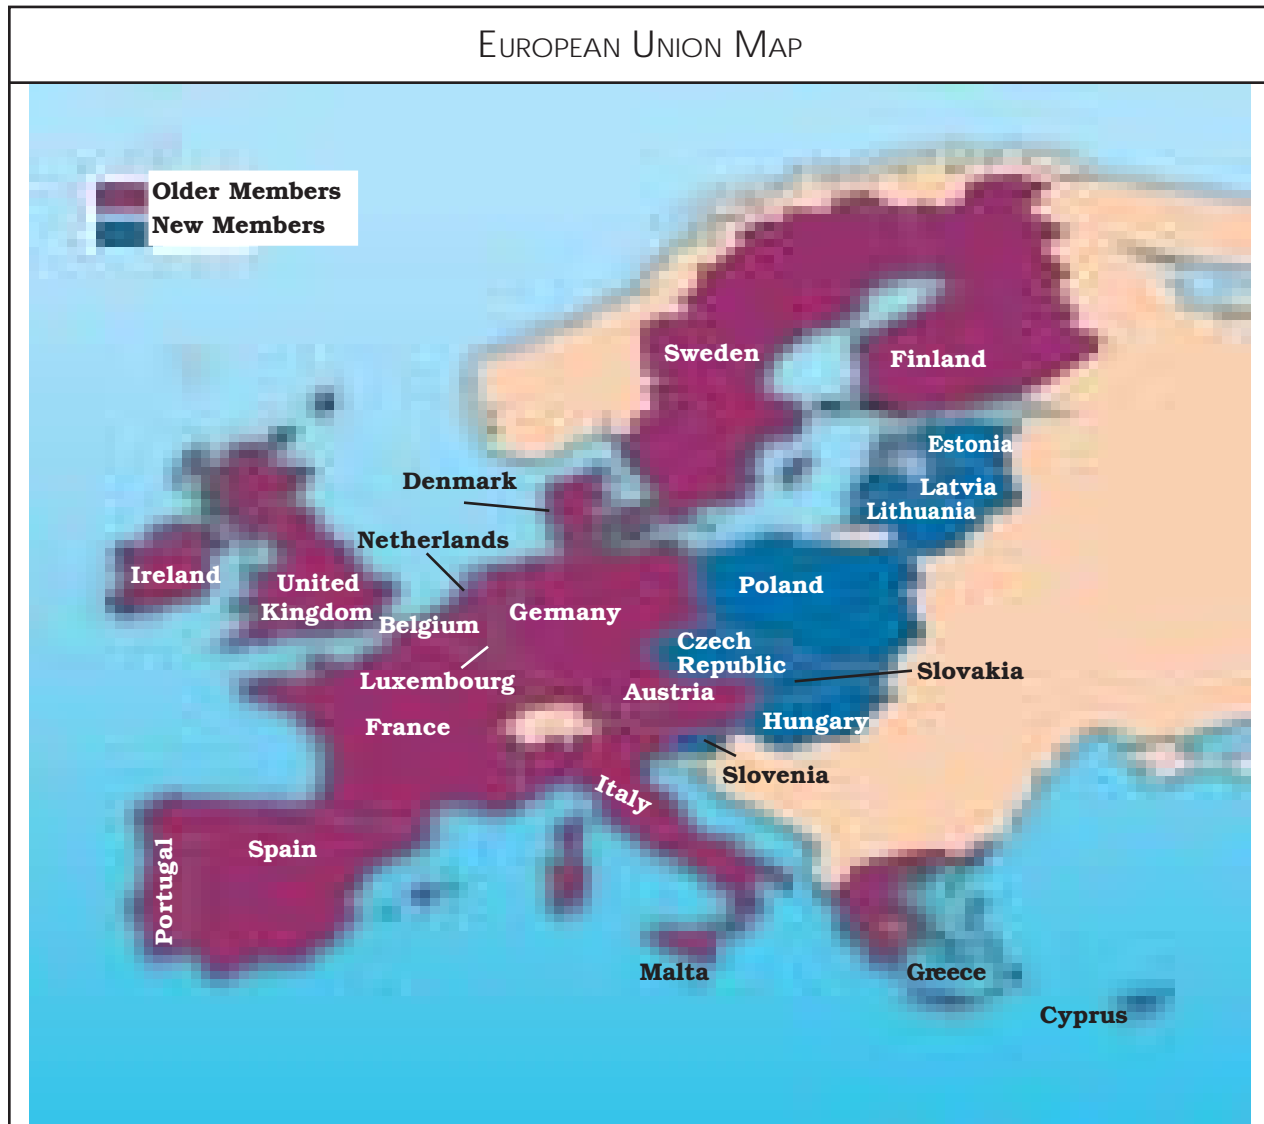 European Union Map
Older Members
New Members
Sweden
Finland
Estonia
Latvia
Lithuania
Denmark
Netherlands
Ireland
United
Kingdom
Belgium
Germany
Poland
Czech
Republic
Slovakia
Luxembourg
Austria
France
Hungary
Slovenia
Italy
Spain
Portugal
Malta
Greece
Cyprus